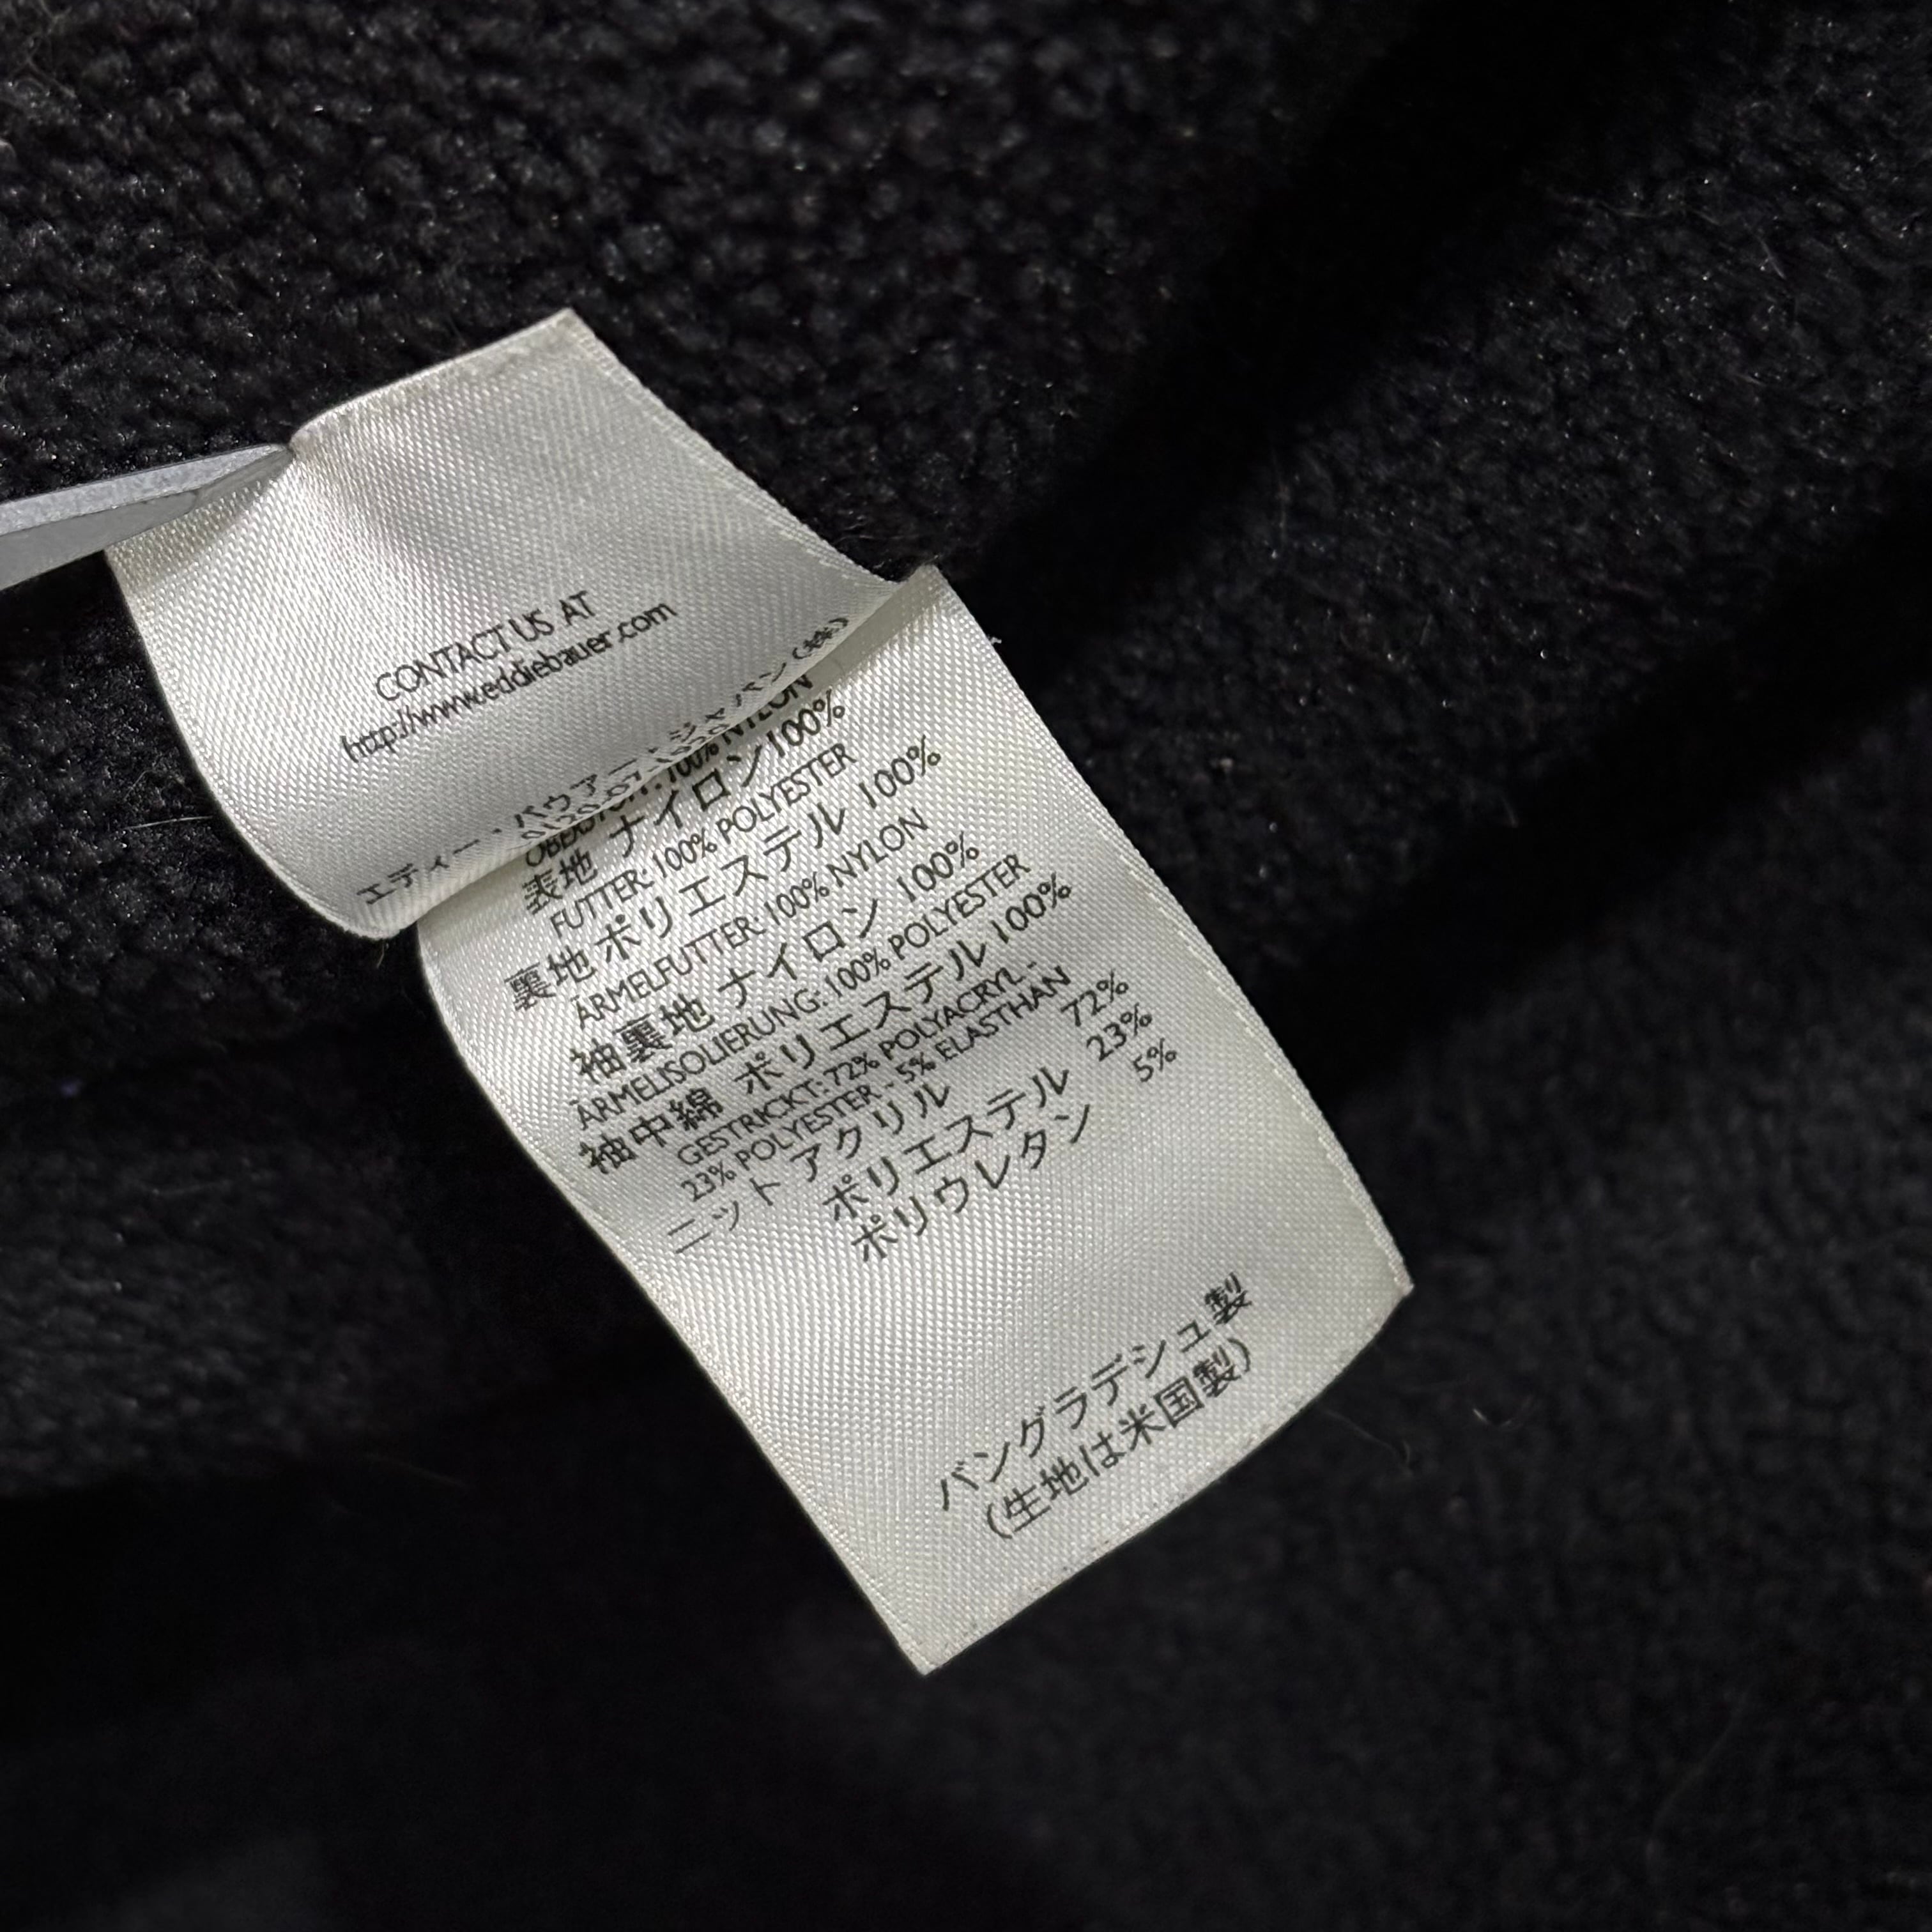 CONTACT US AT
http://www.eddiebauer.com
エディー・バウアー・ジャパン(株)
100% NYLON
表地 ナイロン100%
FUTTER: 100% POLYESTER
裏地 ポリエステル 100%
ÄRMELFUTTER: 100% NYLON
袖裏地 ナイロン 100%
ÄRMELISOLIERUNG: 100% POLYESTER
袖中綿 ポリエステル 100%
GESTRICKT: 72% POLYACRYL -
23% POLYESTER - 5% ELASTHAN
ニット アクリル 72%
ポリエステル 23%
ポリウレタン 5%
バングラデシュ製
(生地は米国製)